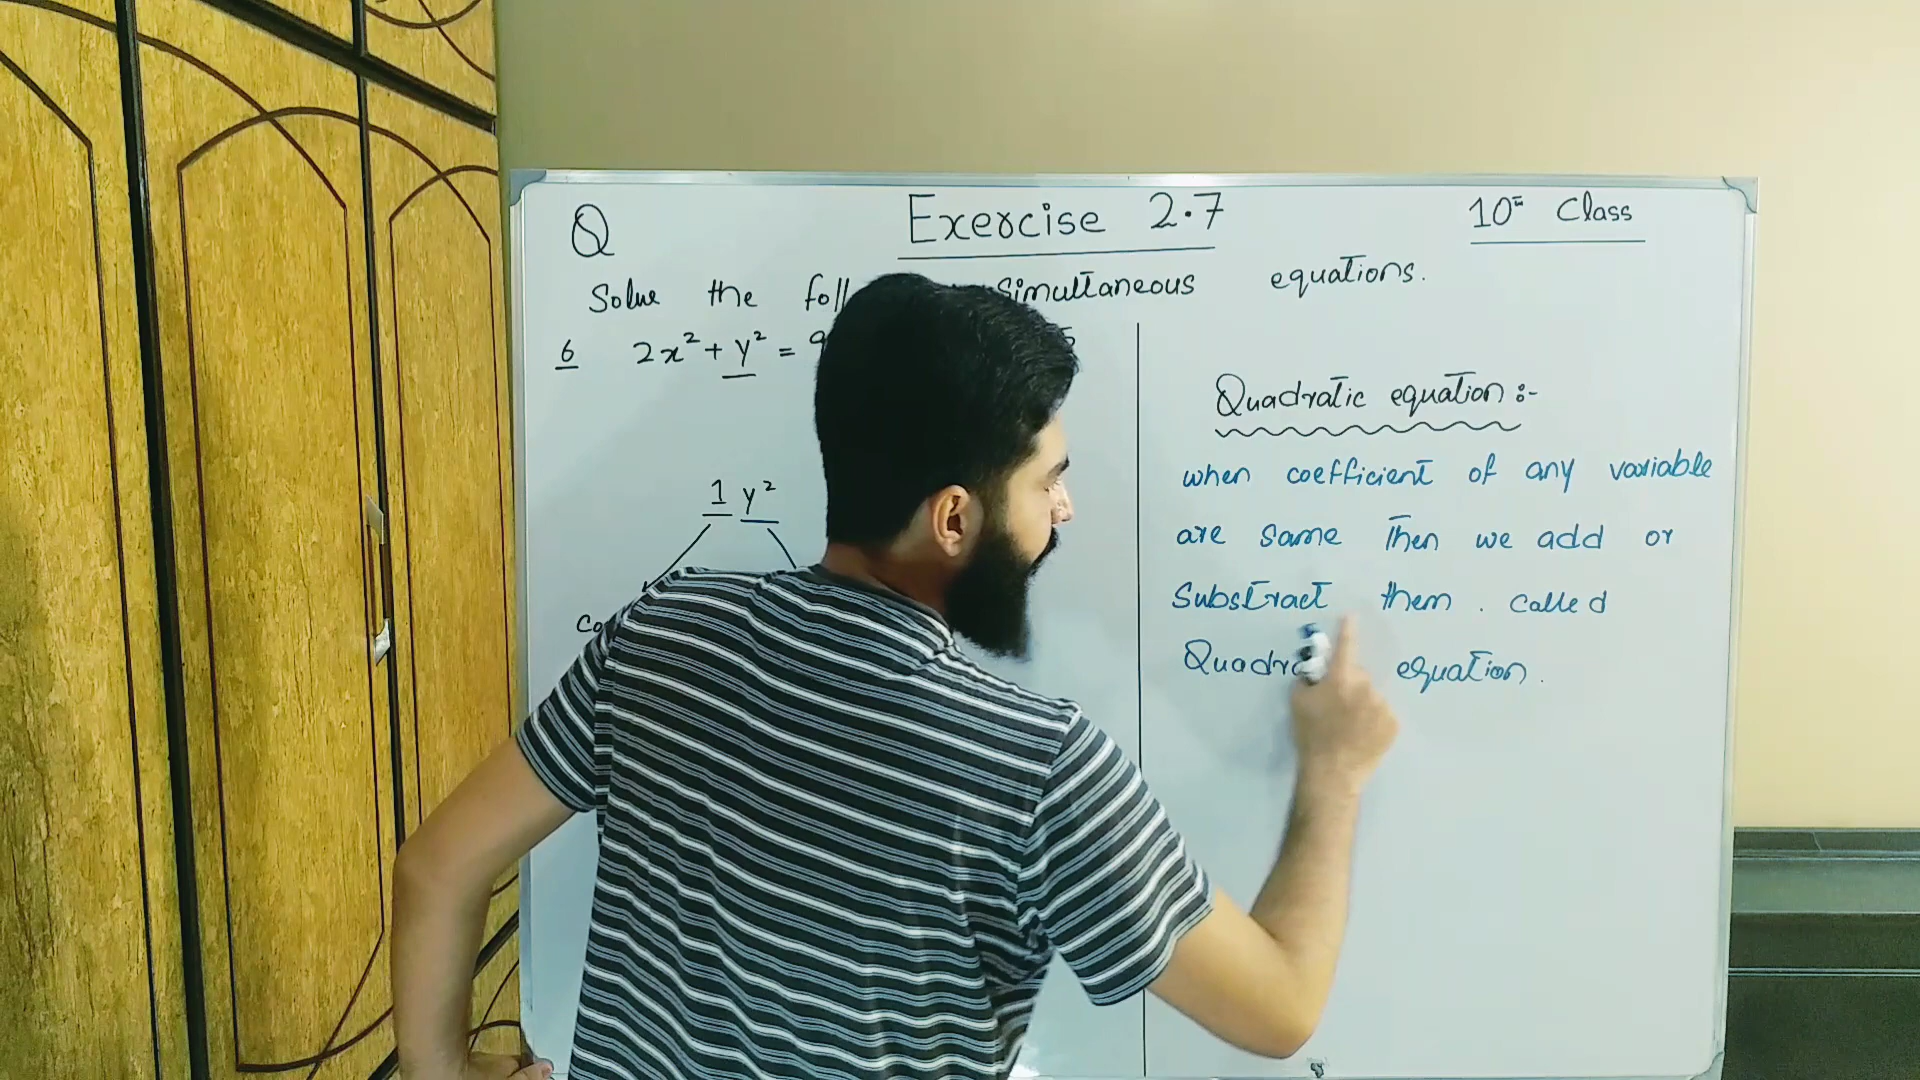 Q Exercise 2.7 10th Class
Solve the simultaneous equations.
6 2x² + y² =
Quadratic equation :-
1 y²
when coefficient of any variable
are same Then we add or
Substract them . Called
equation.